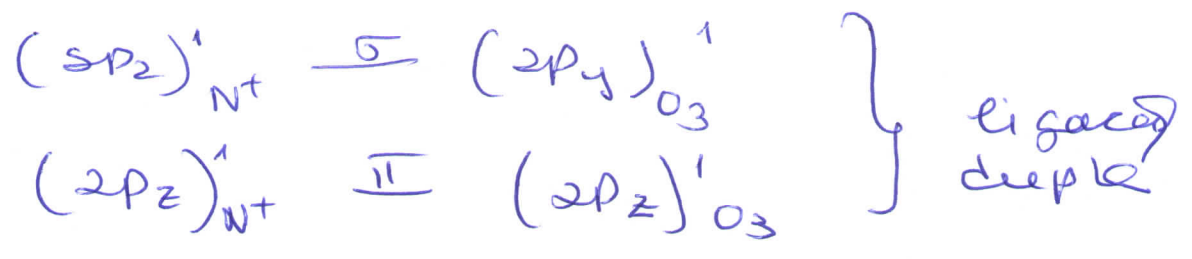 (sp2)¹N+ —σ— (2py)¹O3
(2pz)¹N+ —π— (2pz)¹O3
ligação
dupla